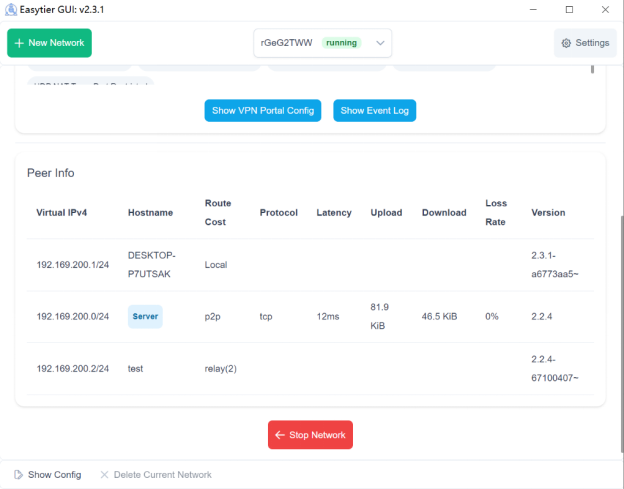 Easytier GUI: v2.3.1
New Network
rGeG2TWW running
Settings
Show VPN Portal Config
Show Event Log
Peer Info
Virtual IPv4 Hostname Route Cost Protocol Latency Upload Download Loss Rate Version
192.169.200.1/24 DESKTOP-P7UTSAK Local 2.3.1-a6773aa5~
192.169.200.0/24 Server p2p tcp 12ms 81.9 KiB 46.5 KiB 0% 2.2.4
192.169.200.2/24 test relay(2) 2.2.4-67100407~
Stop Network
Show Config
Delete Current Network